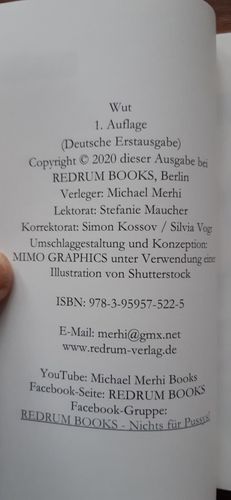 Wut
1. Auflage
(Deutsche Erstausgabe)
Copyright © 2020 dieser Ausgabe bei
REDRUM BOOKS, Berlin
Verleger: Michael Merhi
Lektorat: Stefanie Maucher
Korrektorat: Simon Kossov / Silvia Vogt
Umschlaggestaltung und Konzeption:
MIMO GRAPHICS unter Verwendung einer
Illustration von Shutterstock
ISBN: 978-3-95957-522-5
E-Mail: merhi@gmx.net
www.redrum-verlag.de
YouTube: Michael Merhi Books
Facebook-Seite: REDRUM BOOKS
Facebook-Gruppe:
REDRUM BOOKS - Nichts für Pussys!